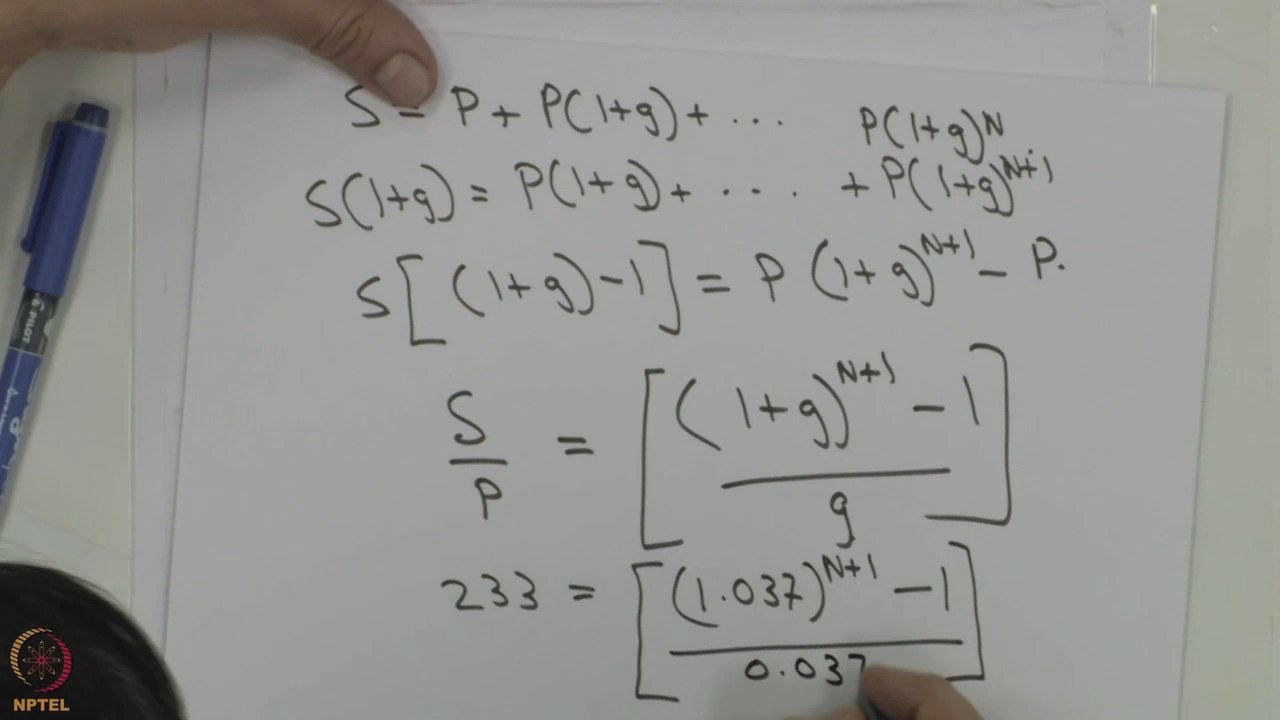 S = P + P(1+g) + ... P(1+g)^N
S(1+g) = P(1+g) + .... + P(1+g)^N+1
S[(1+g)-1] = P(1+g)^N+1 - P.
S/P = [((1+g)^N+1 - 1)/g]
233 = [((1.037)^N+1 - 1)/0.037]
PILOT
NPTEL